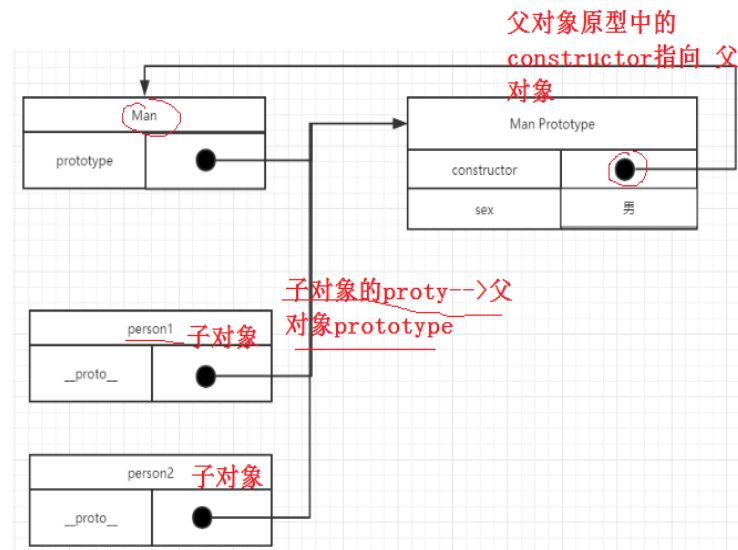 父对象原型中的
constructor指向 父
对象
Man
prototype
Man Prototype
constructor
sex
男
子对象的proty-->父
对象prototype
person1
子对象
__proto__
person2
子对象
__proto__